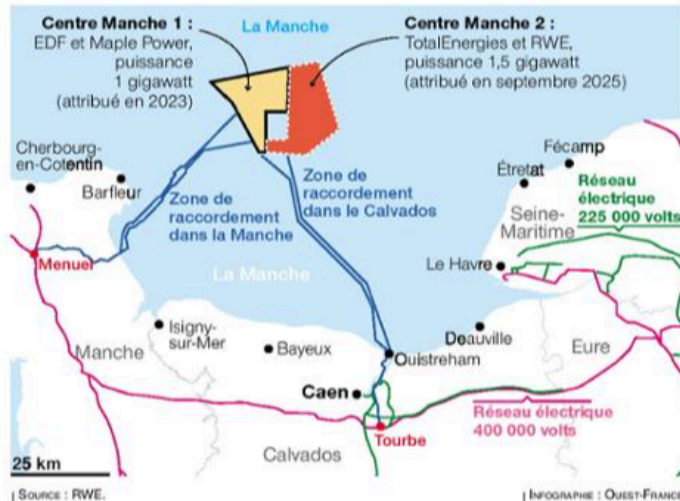 Centre Manche 1 :
EDF et Maple Power,
puissance
1 gigawatt
(attribué en 2023)
La Manche
Centre Manche 2 :
TotalEnergies et RWE,
puissance 1,5 gigawatt
(attribué en septembre 2025)
Cherbourg-
en-Cotentin
Barfleur
Zone de
raccordement
dans la Manche
Zone de
raccordement
dans le Calvados
Fécamp
Étretat
Réseau
électrique
225 000 volts
Seine-
Maritime
Le Havre
Menuel
La Manche
Isigny-
sur-Mer
Manche
Bayeux
Deauville
Ouistreham
Eure
Caen
Réseau électrique
400 000 volts
Tourbe
Calvados
25 km
SOURCE : RWE.
INFOGRAPHIE : OUEST-FRANCE